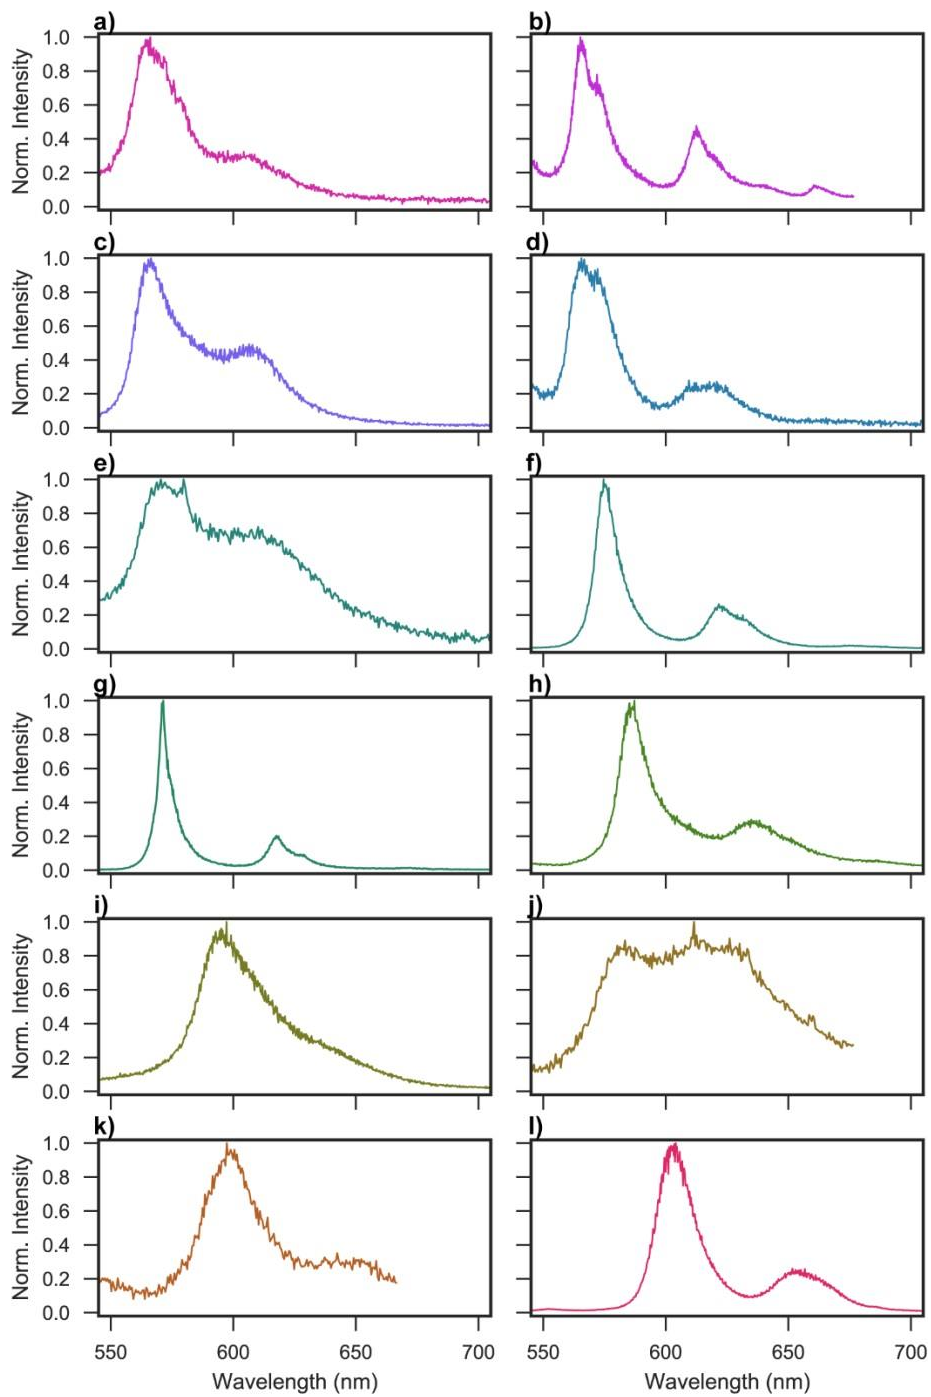 a) b)
Norm. Intensity 1.0 0.8 0.6 0.4 0.2 0.0
c) d)
Norm. Intensity 1.0 0.8 0.6 0.4 0.2 0.0
e) f)
Norm. Intensity 1.0 0.8 0.6 0.4 0.2 0.0
g) h)
Norm. Intensity 1.0 0.8 0.6 0.4 0.2 0.0
i) j)
Norm. Intensity 1.0 0.8 0.6 0.4 0.2 0.0
k) l)
Norm. Intensity 1.0 0.8 0.6 0.4 0.2 0.0
550 600 650 700 550 600 650 700
Wavelength (nm) Wavelength (nm)